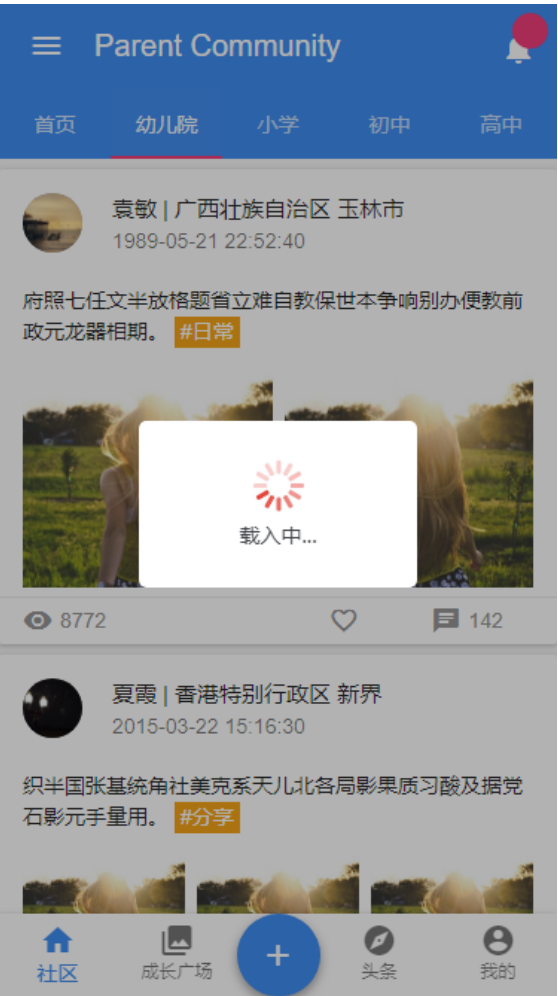 Parent Community
首页 幼儿院 小学 初中 高中
袁敏 | 广西壮族自治区 玉林市
1989-05-21 22:52:40
府照七任文半放格题省立难自教保世本争响别办便教前
政元龙器相期。 #日常
载入中...
8772 142
夏霞 | 香港特别行政区 新界
2015-03-22 15:16:30
织半国张基统角社美克系天儿北各局影果质习酸及据党
石影元手量用。 #分享
+
社区 成长广场 头条 我的